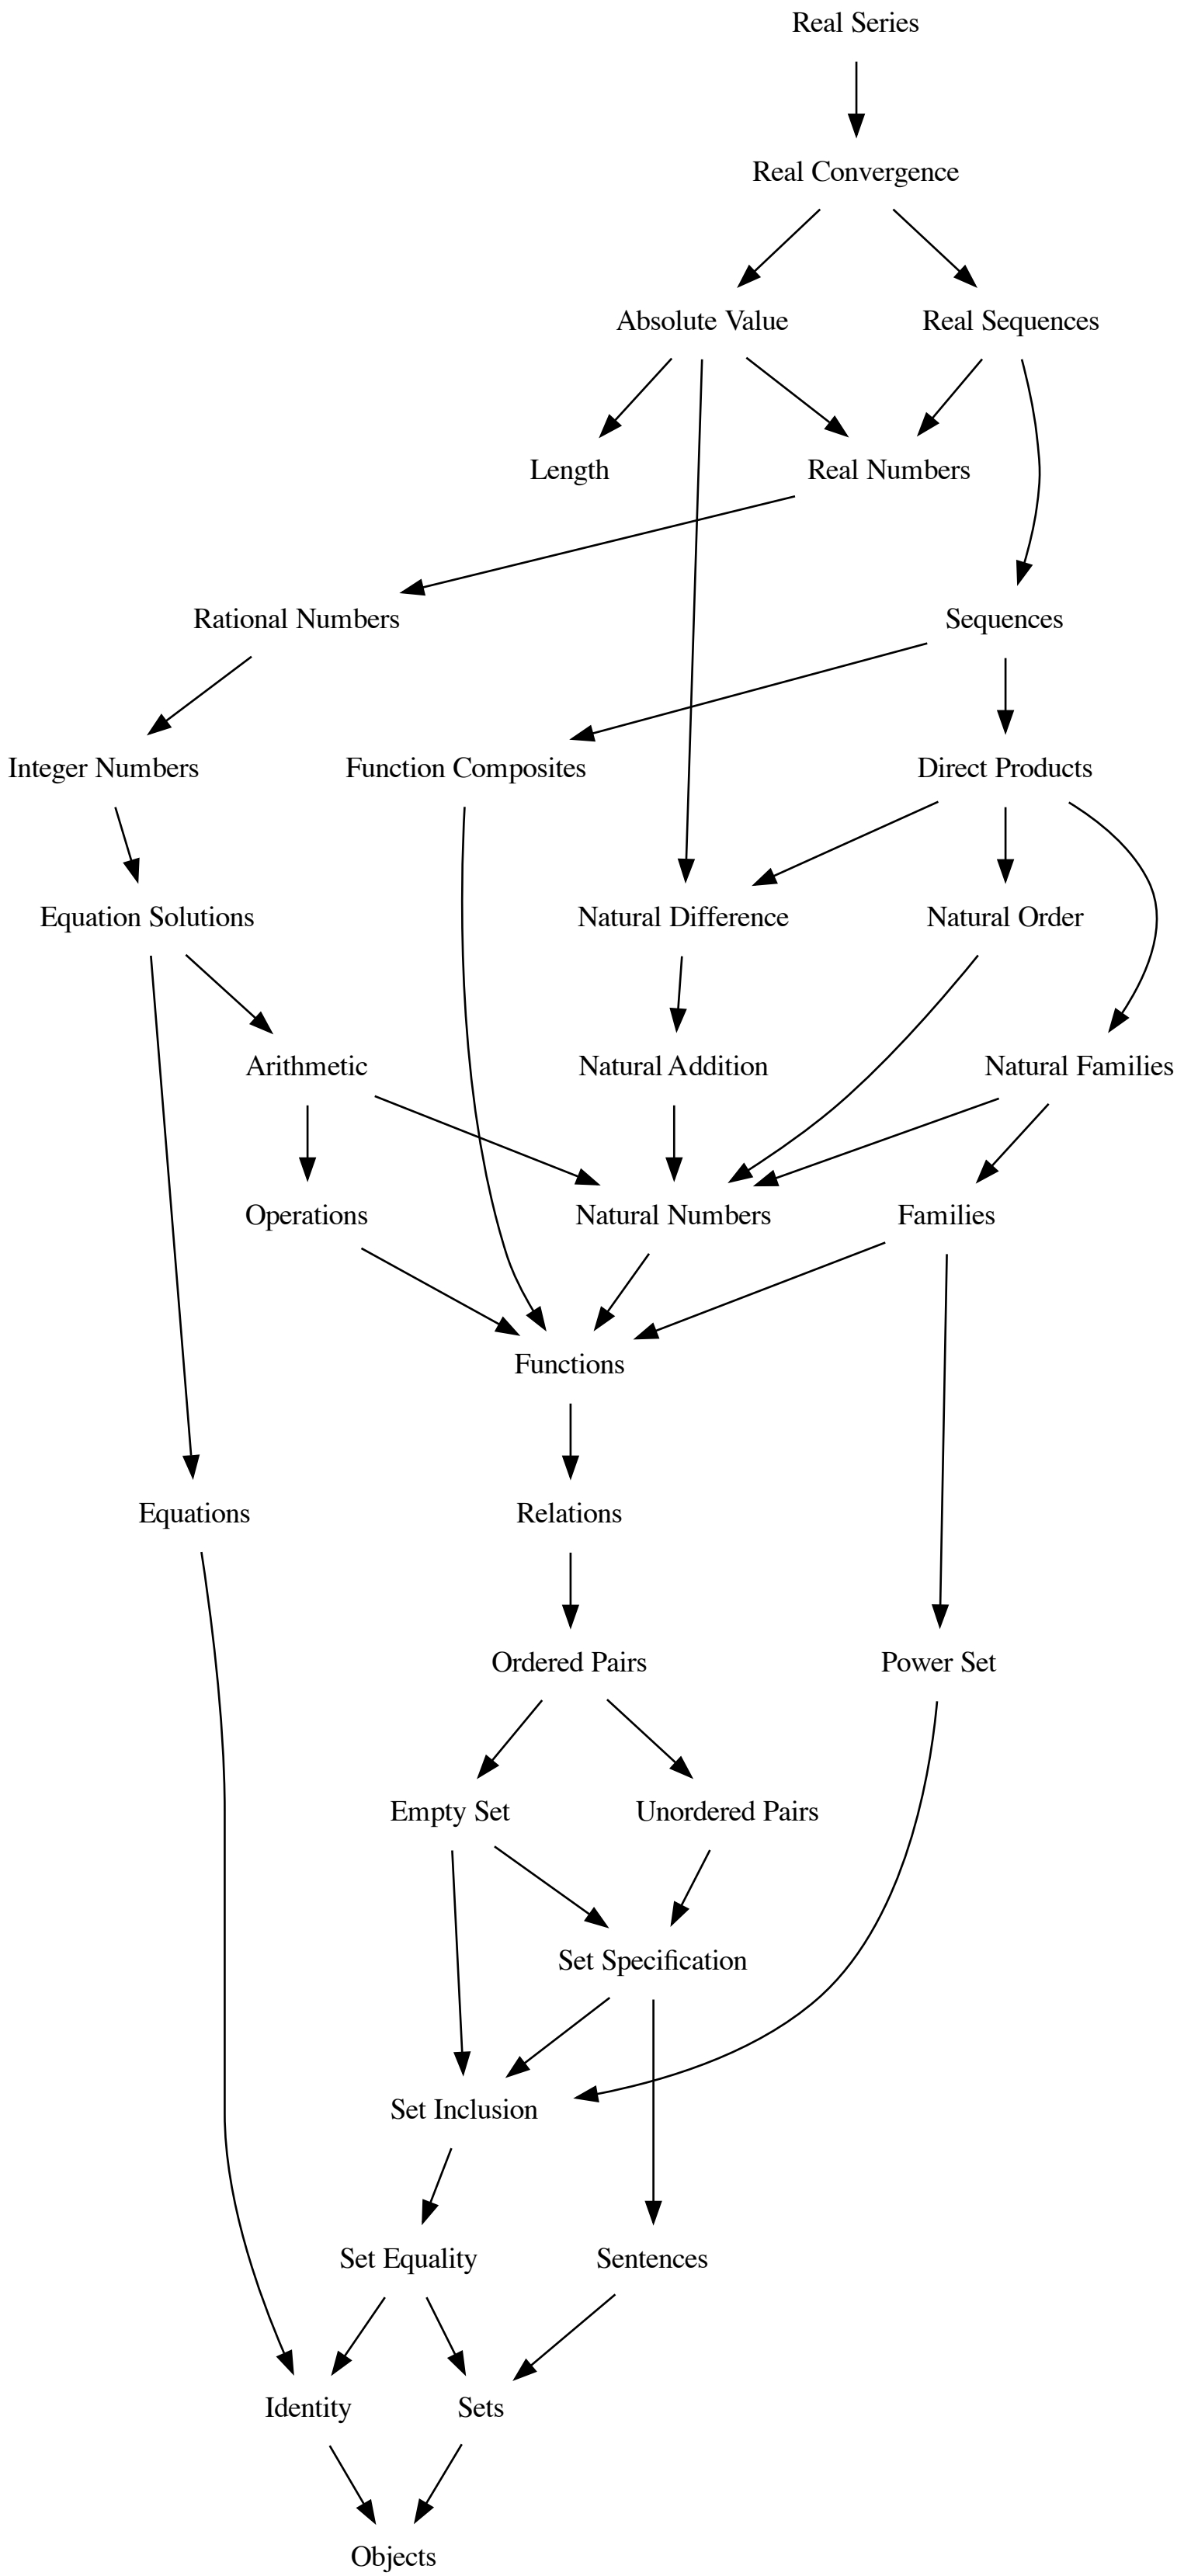 Real Series
Real Convergence
Absolute Value
Real Sequences
Length
Real Numbers
Rational Numbers
Sequences
Integer Numbers
Function Composites
Direct Products
Equation Solutions
Natural Difference
Natural Order
Arithmetic
Natural Addition
Natural Families
Operations
Natural Numbers
Families
Functions
Equations
Relations
Ordered Pairs
Power Set
Empty Set
Unordered Pairs
Set Specification
Set Inclusion
Set Equality
Sentences
Identity
Sets
Objects